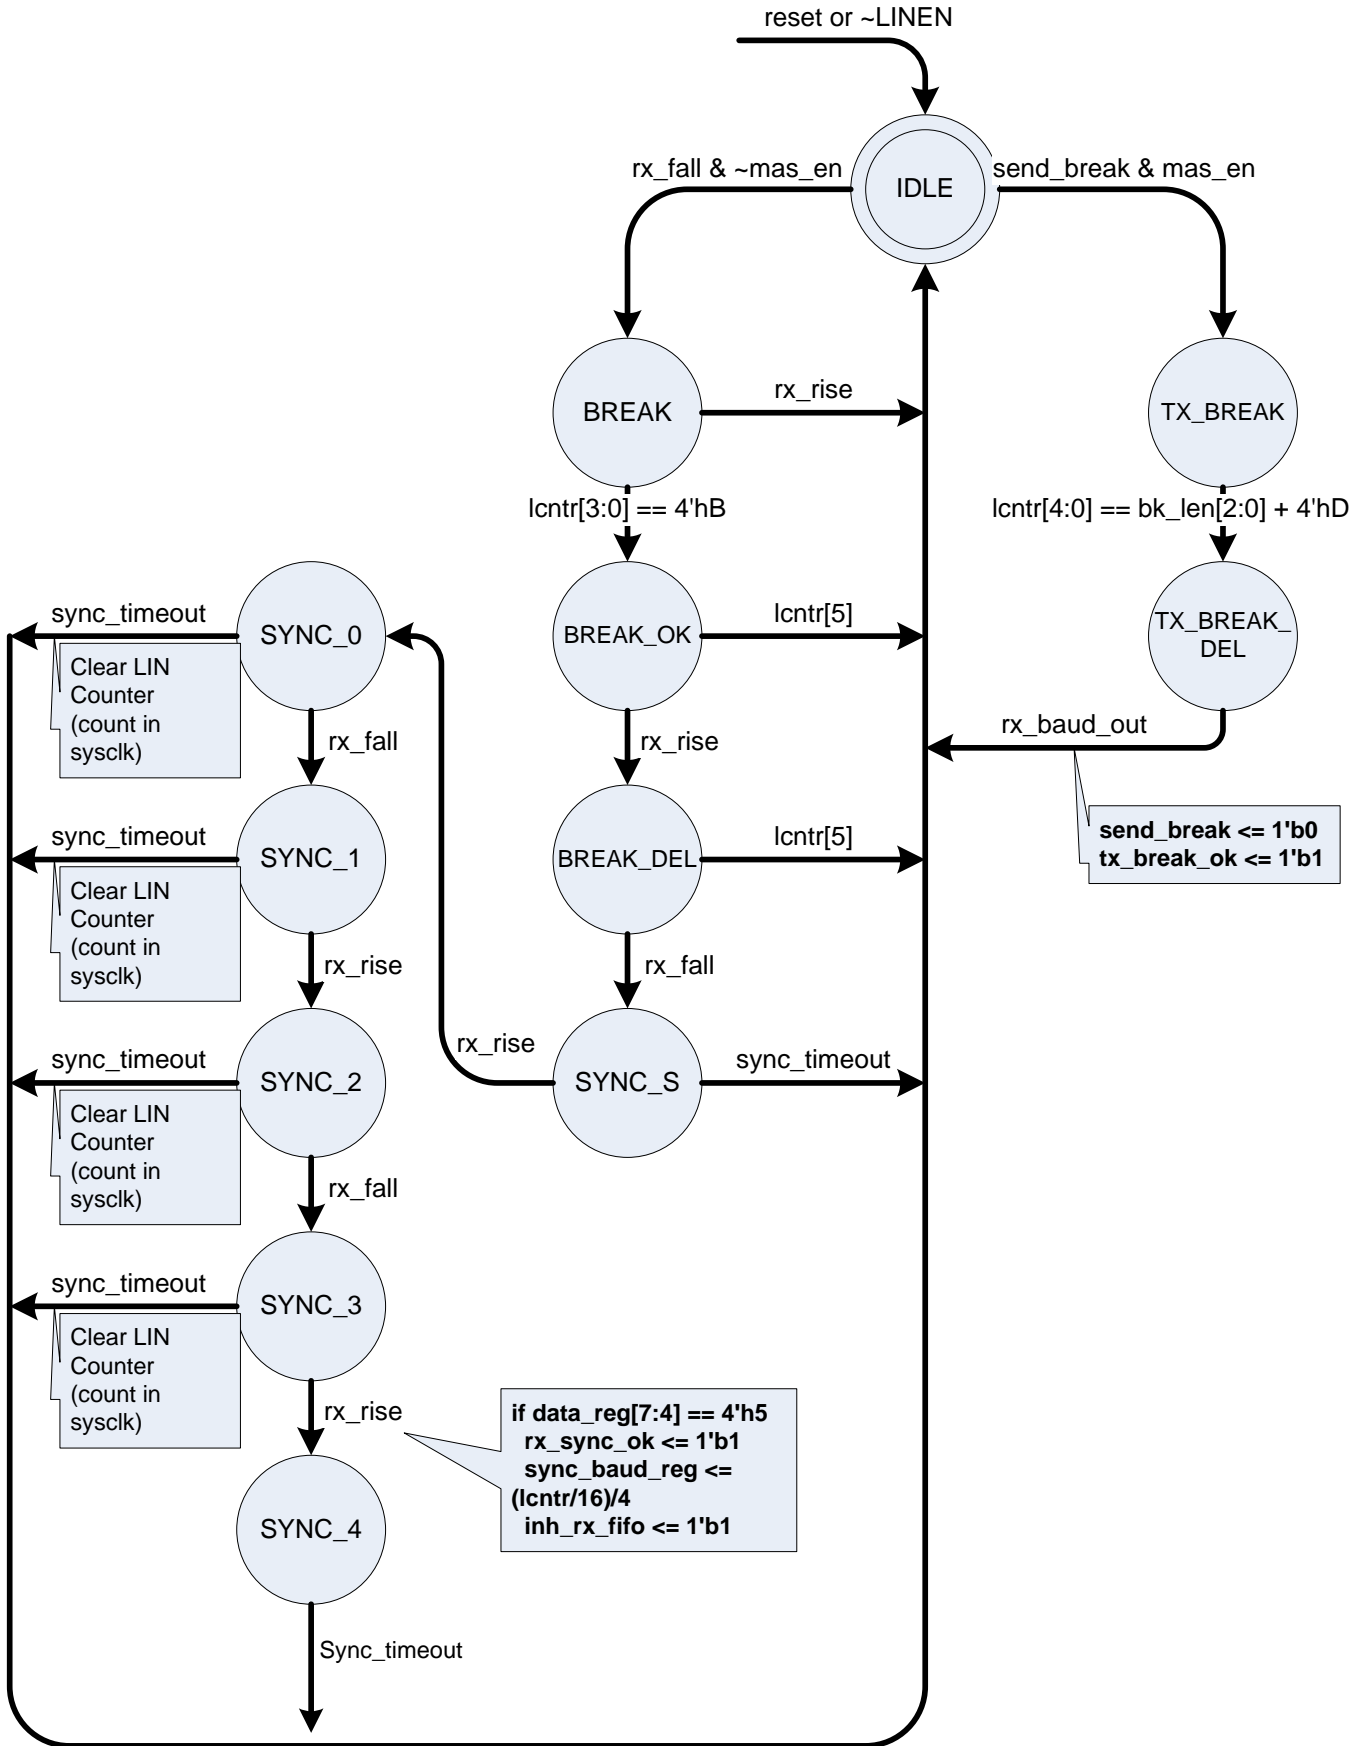 reset or ~LINEN
rx_fall & ~mas_en
IDLE
send_break & mas_en
BREAK
rx_rise
TX_BREAK
lcntr[3:0] == 4'hB
lcntr[4:0] == bk_len[2:0] + 4'hD
sync_timeout
SYNC_0
BREAK_OK
lcntr[5]
TX_BREAK_
DEL
Clear LIN
Counter
(count in
sysclk)
rx_fall
rx_rise
rx_baud_out
send_break <= 1'b0
tx_break_ok <= 1'b1
sync_timeout
SYNC_1
BREAK_DEL
lcntr[5]
Clear LIN
Counter
(count in
sysclk)
rx_rise
rx_fall
sync_timeout
SYNC_2
rx_rise
SYNC_S
sync_timeout
Clear LIN
Counter
(count in
sysclk)
rx_fall
sync_timeout
SYNC_3
Clear LIN
Counter
(count in
sysclk)
rx_rise
if data_reg[7:4] == 4'h5
rx_sync_ok <= 1'b1
sync_baud_reg <=
(lcntr/16)/4
inh_rx_fifo <= 1'b1
SYNC_4
Sync_timeout